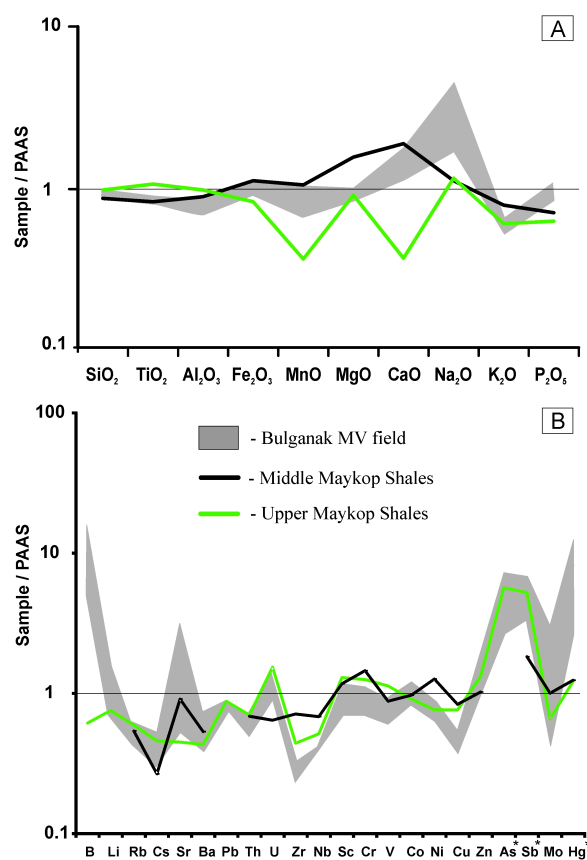 A
10
1
0.1
Sample / PAAS
SiO₂ TiO₂ Al₂O₃ Fe₂O₃ MnO MgO CaO Na₂O K₂O P₂O₅
B
100
10
1
0.1
Sample / PAAS
- Bulganak MV field
- Middle Maykop Shales
- Upper Maykop Shales
B Li Rb Cs Sr Ba Pb Th U Zr Nb Sc Cr V Co Ni Cu Zn As* Sb* Mo Hg*